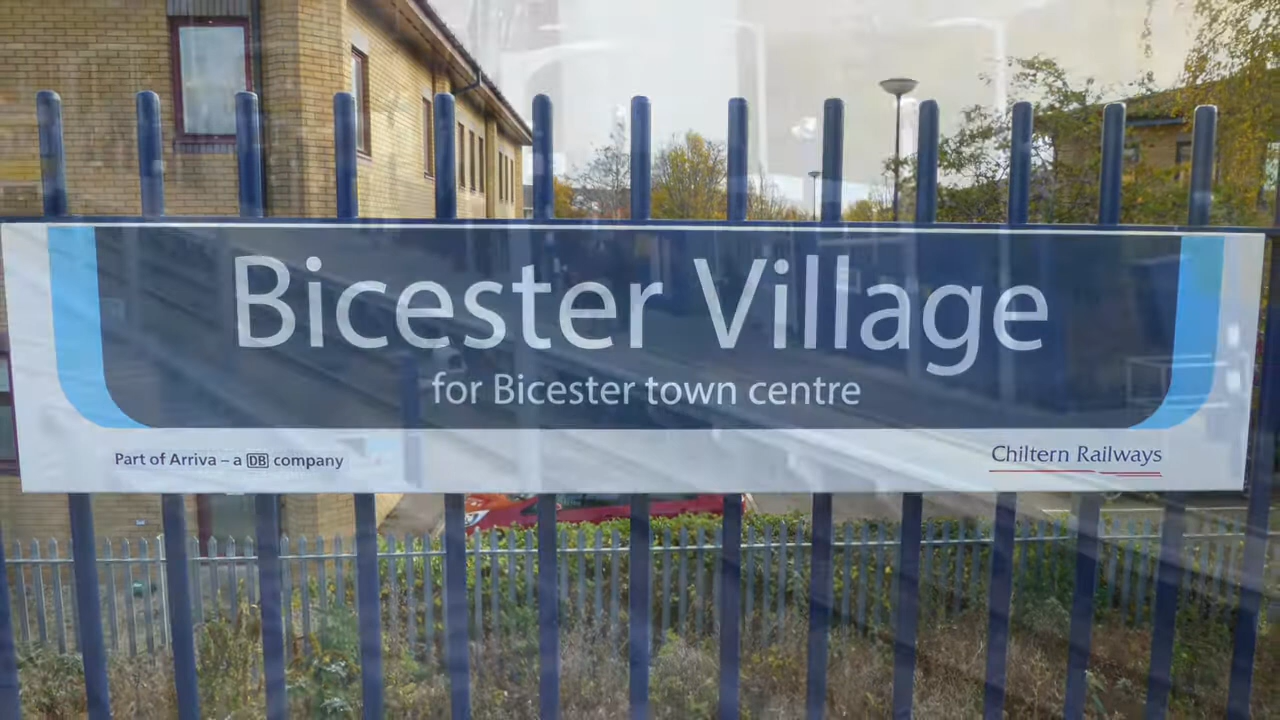 Bicester Village
for Bicester town centre
Part of Arriva – a DB company
Chiltern Railways